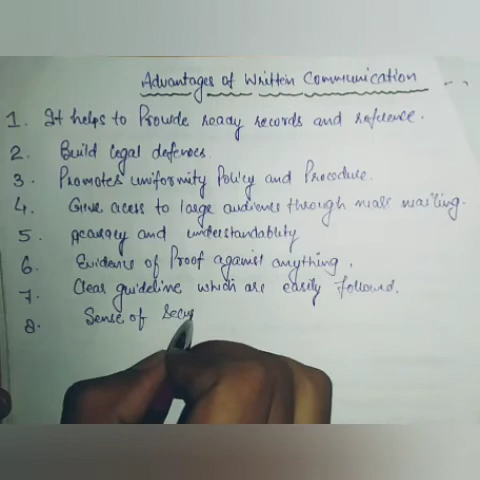 Advantages of Written Communication - -
1. It helps to Provide ready records and reference.
2. Build legal defences.
3. Promotes uniformity Policy and Procedure.
4. Give acess to large audience through mass mailing.
5. Accuracy and understandablity
6. Evidence of Proof against anything.
7. Clear guideline which are easily followed.
8. Sense of Secu